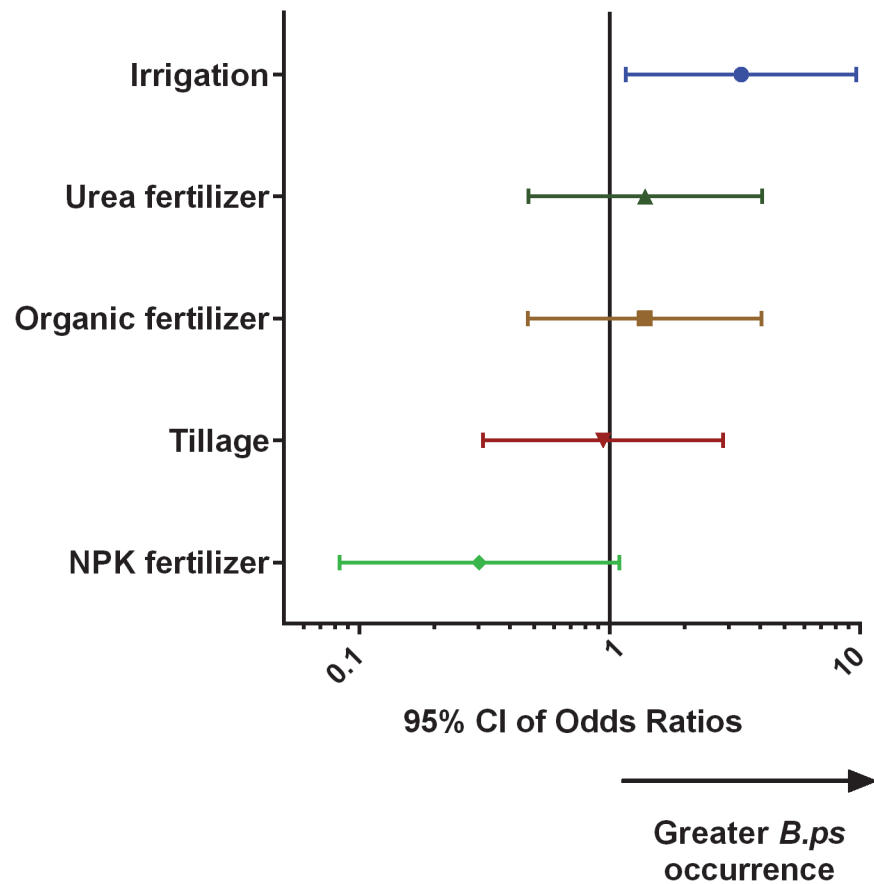 Irrigation
Urea fertilizer
Organic fertilizer
Tillage
NPK fertilizer
0.1
1
10
95% CI of Odds Ratios
Greater B.ps
occurrence